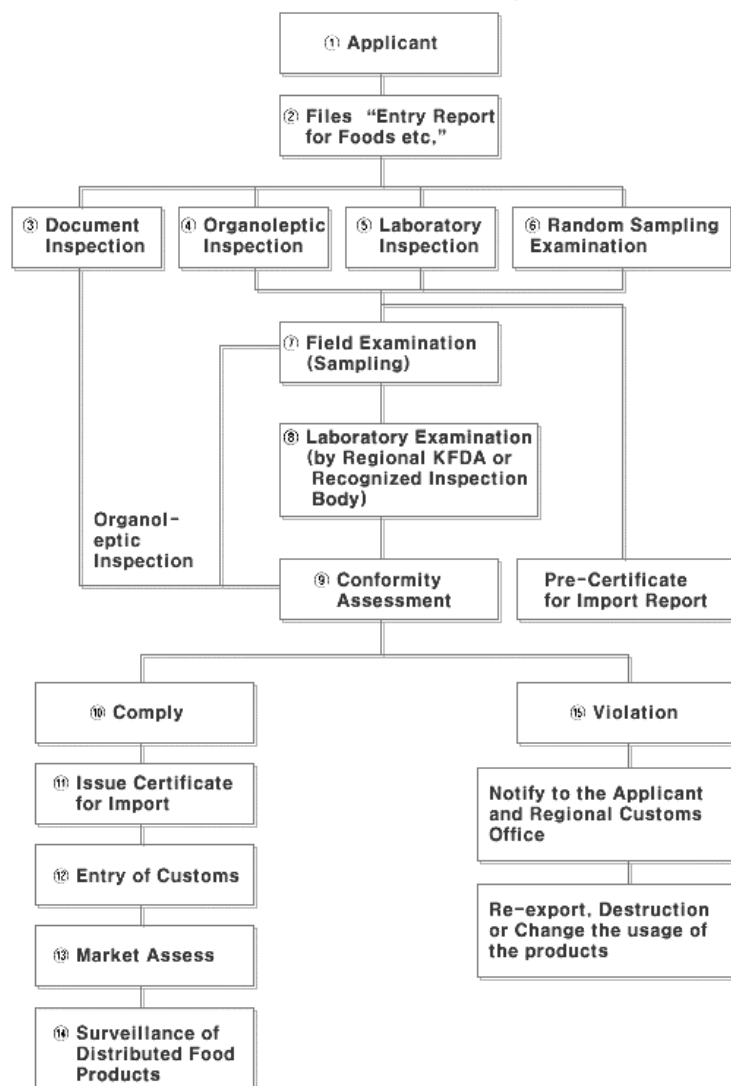 ① Applicant
② Files “Entry Report
for Foods etc,”
③ Document
Inspection
④ Organoleptic
Inspection
⑤ Laboratory
Inspection
⑥ Random Sampling
Examination
⑦ Field Examination
(Sampling)
⑧ Laboratory Examination
(by Regional KFDA or
Recognized Inspection
Body)
Organol-
eptic
Inspection
⑨ Conformity
Assessment
Pre-Certificate
for Import Report
⑩ Comply
⑮ Violation
⑪ Issue Certificate
for Import
Notify to the Applicant
and Regional Customs
Office
⑫ Entry of Customs
Re-export, Destruction
or Change the usage of
the products
⑬ Market Assess
⑭ Surveillance of
Distributed Food
Products